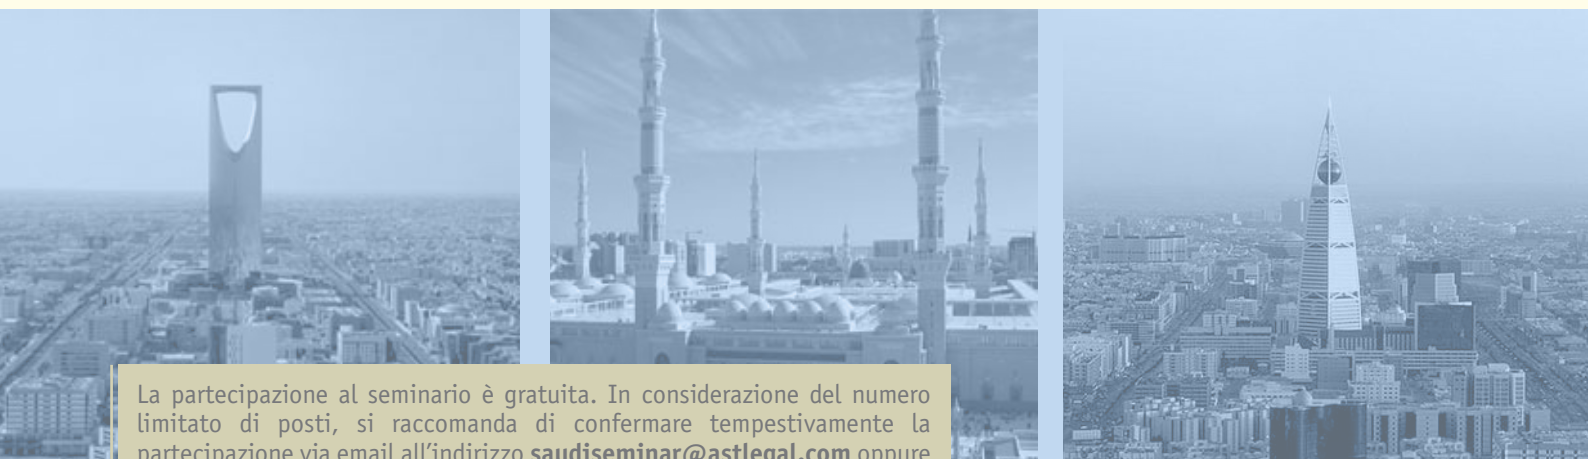 La partecipazione al seminario è gratuita. In considerazione del numero
limitato di posti, si raccomanda di confermare tempestivamente la
partecipazione via email all’indirizzo saudiseminar@astlegal.com oppure